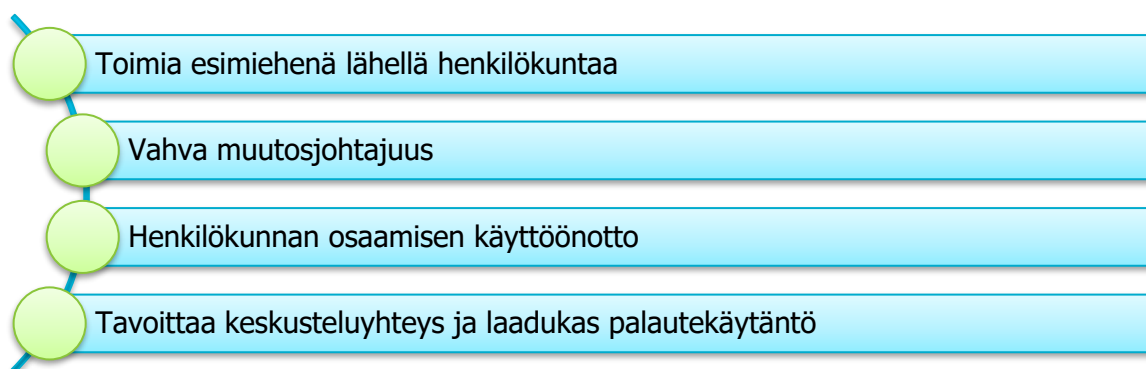 Toimia esimiehenä lähellä henkilökuntaa
Vahva muutosjohtajuus
Henkilökunnan osaamisen käyttöönotto
Tavoittaa keskusteluyhteys ja laadukas palautekäytäntö